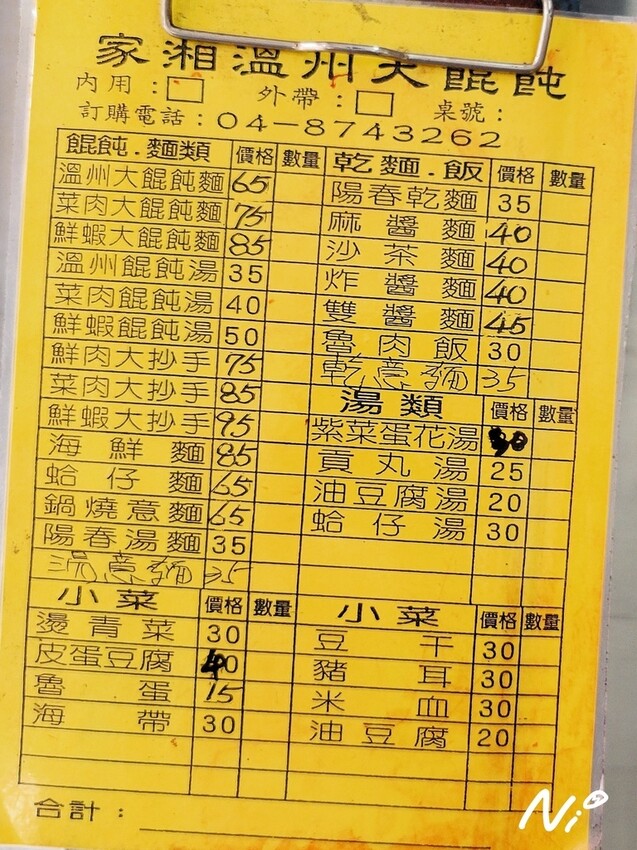 家湘溫州大餛飩
內用：□ 外帶：□ 桌號：
訂購電話：04-8743262
餛飩.麵類 價格 數量
溫州大餛飩麵 65
菜肉大餛飩麵 75
鮮蝦大餛飩麵 85
溫州餛飩湯 35
菜肉餛飩湯 40
鮮蝦餛飩湯 50
鮮肉大抄手 75
菜肉大抄手 85
鮮蝦大抄手 95
海鮮麵 85
蛤仔麵 65
鍋燒意麵 65
陽春湯麵 35
湯意麵 35
乾麵.飯 價格 數量
陽春乾麵 35
麻醬麵 40
沙茶麵 40
炸醬麵 40
雙醬麵 45
魯肉飯 30
乾意麵 35
湯類 價格 數量
紫菜蛋花湯 30
貢丸湯 25
油豆腐湯 20
蛤仔湯 30
小菜 價格 數量
燙青菜 30
皮蛋豆腐 40
魯蛋 15
海帶 30
小菜 價格 數量
豆干 30
豬耳 30
米血 30
油豆腐 20
合計：
Ni